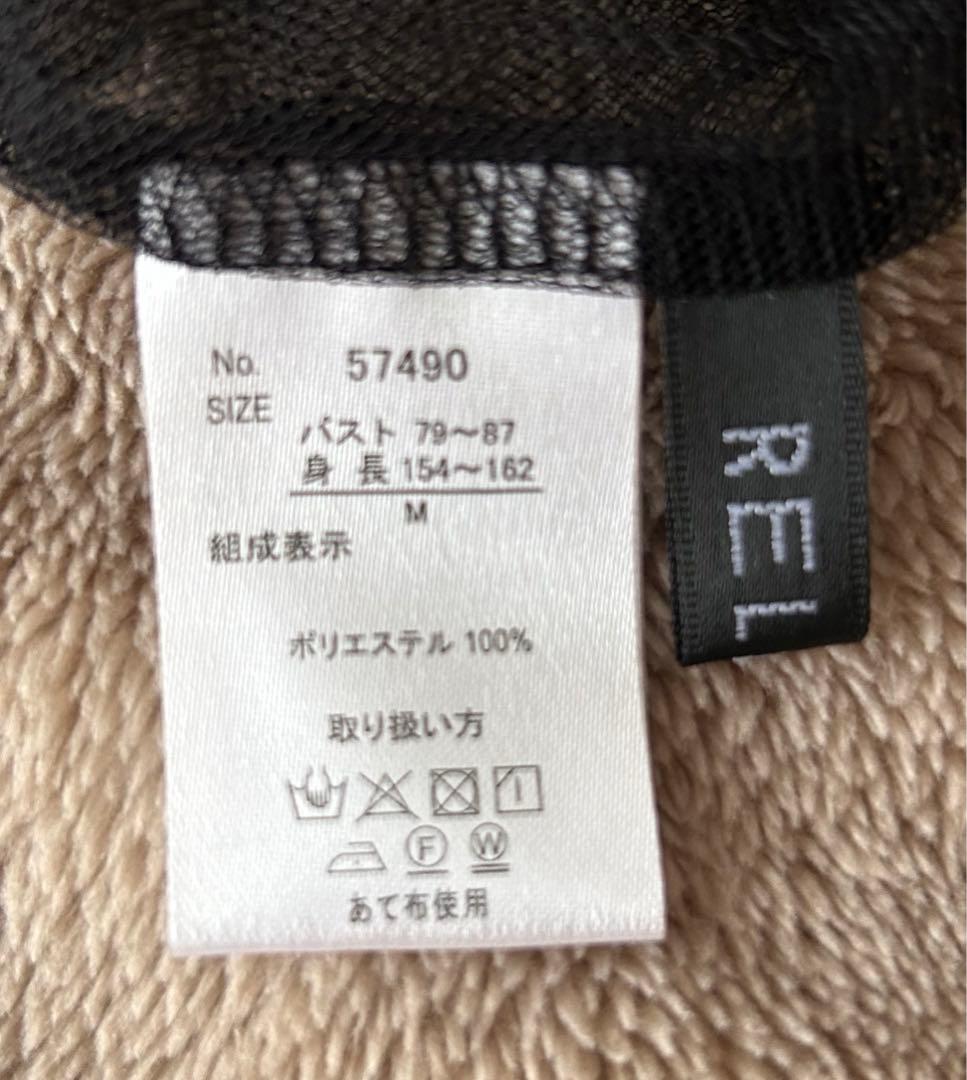 No. 57490
SIZE
バスト 79〜87
身 長 154〜162
M
組成表示
ポリエステル 100%
取り扱い方
F W
あて布使用
REL